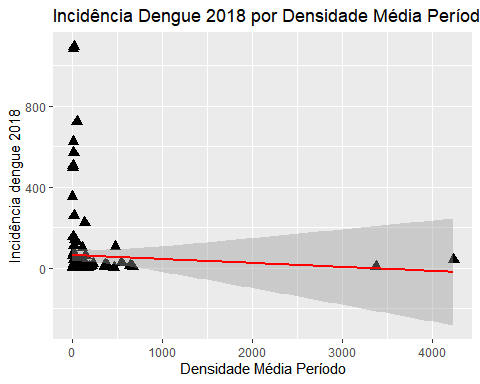 Incidência Dengue 2018 por Densidade Média Períod
Incidência dengue 2018
800
400
0
0
1000
2000
3000
4000
Densidade Média Período